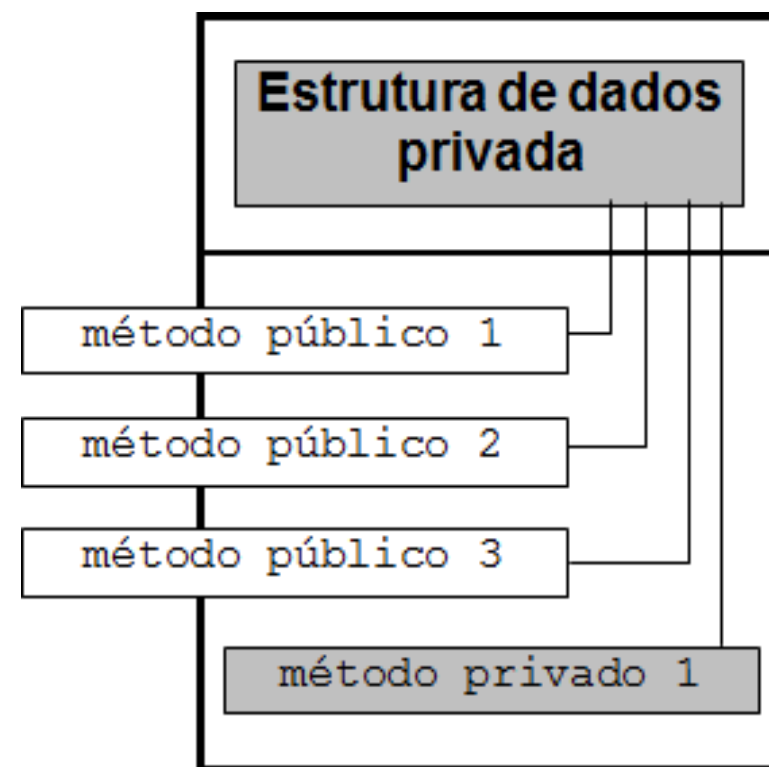 Estrutura de dados
privada
método público 1
método público 2
método público 3
método privado 1